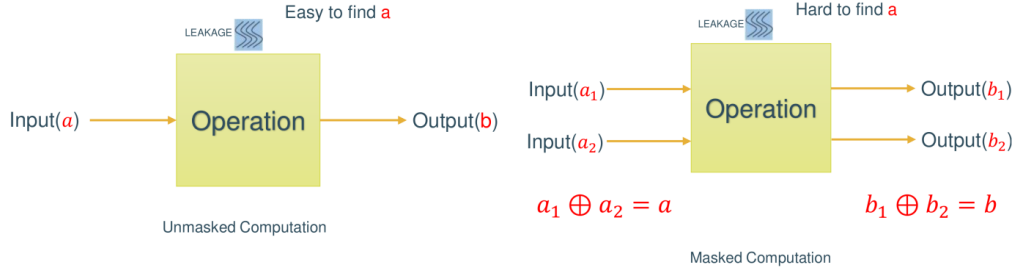 Easy to find a
LEAKAGE
Input(a)
Operation
Output(b)
Unmasked Computation
Hard to find a
LEAKAGE
Input(a₁)
Input(a₂)
Operation
Output(b₁)
Output(b₂)
a₁ ⊕ a₂ = a
b₁ ⊕ b₂ = b
Masked Computation